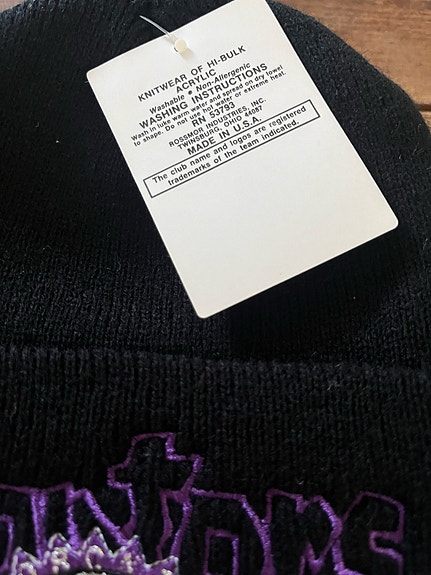 KNITWEAR OF HI-BULK
ACRYLIC
Washable • Non-Allergenic
WASHING INSTRUCTIONS
Wash in luke warm water and spread on dry towel
to shape. Do not use hot water or extreme heat.
RN 53793
ROSSMOR INDUSTRIES, INC.
TWINSBURG, OHIO 44087
MADE IN U.S.A.
The club name and logos are registered
trademarks of the team indicated.